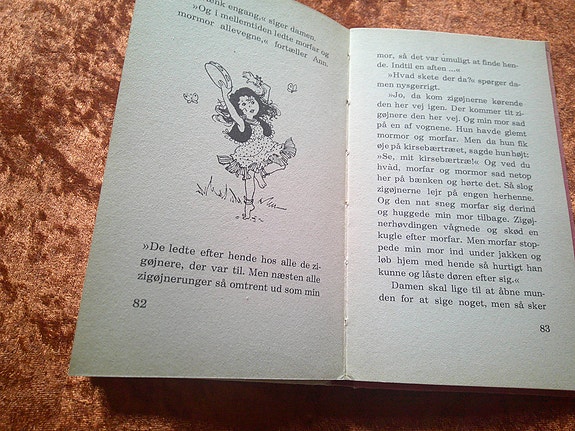 enk engang,« siger damen.
»Og i mellemtiden ledte morfar og
mormor allevegne,« fortæller Ann.
»De ledte efter hende hos alle de zi-
gøjnere, der var til. Men næsten alle
zigøjnerunger så omtrent ud som min
82
mor, så det var umuligt at finde hen-
de. Indtil en aften ...«
»Hvad skete der da?« spørger da-
men nysgerrigt.
»Jo, da kom zigøjnerne kørende
den her vej igen. Der kommer tit zi-
gøjnere den her vej. Og min mor sad
på en af vognene. Hun havde glemt
mormor og morfar. Men da hun fik
øje på kirsebærtræet, sagde hun højt:
»Se, mit kirsebærtræ!« Og ved du
hvad, morfar og mormor sad netop
her på bænken og hørte det. Så slog
zigøjnerne lejr på engen herhenne.
Og den nat sneg morfar sig derind
og huggede min mor tilbage. Zigøj-
nerhøvdingen vågnede og skød en
kugle efter morfar. Men morfar stop-
pede min mor ind under jakken og
løb hjem med hende så hurtigt han
kunne og låste døren efter sig.«
Damen skal lige til at åbne mun-
den for at sige noget, men så sker
83